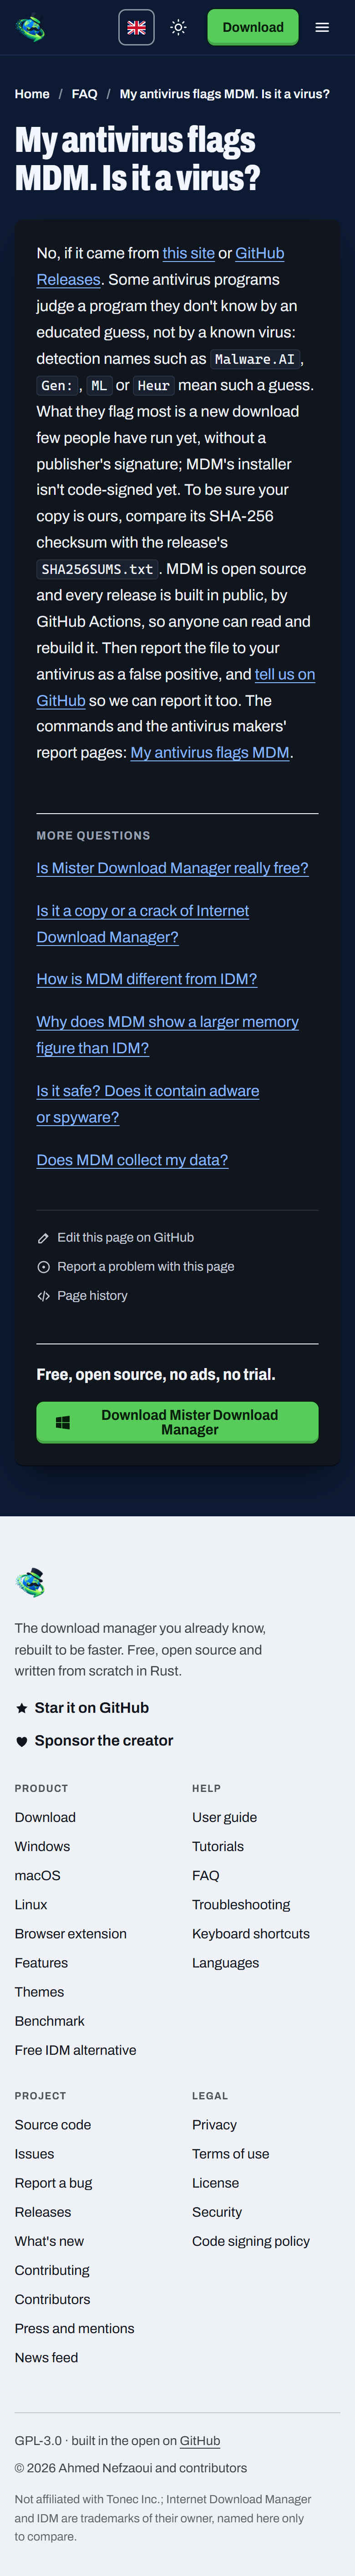 Download
Home / FAQ / My antivirus flags MDM. Is it a virus?
My antivirus flags
MDM. Is it a virus?
No, if it came from this site or GitHub
Releases. Some antivirus programs
judge a program they don't know by an
educated guess, not by a known virus:
detection names such as Malware.AI,
Gen:, ML or Heur mean such a guess.
What they flag most is a new download
few people have run yet, without a
publisher's signature; MDM's installer
isn't code-signed yet. To be sure your
copy is ours, compare its SHA-256
checksum with the release's
SHA256SUMS.txt. MDM is open source
and every release is built in public, by
GitHub Actions, so anyone can read and
rebuild it. Then report the file to your
antivirus as a false positive, and tell us on
GitHub so we can report it too. The
commands and the antivirus makers'
report pages: My antivirus flags MDM.
MORE QUESTIONS
Is Mister Download Manager really free?
Is it a copy or a crack of Internet
Download Manager?
How is MDM different from IDM?
Why does MDM show a larger memory
figure than IDM?
Is it safe? Does it contain adware
or spyware?
Does MDM collect my data?
Edit this page on GitHub
Report a problem with this page
Page history
Free, open source, no ads, no trial.
Download Mister Download
Manager
The download manager you already know,
rebuilt to be faster. Free, open source and
written from scratch in Rust.
Star it on GitHub
Sponsor the creator
PRODUCT
Download
Windows
macOS
Linux
Browser extension
Features
Themes
Benchmark
Free IDM alternative
HELP
User guide
Tutorials
FAQ
Troubleshooting
Keyboard shortcuts
Languages
PROJECT
Source code
Issues
Report a bug
Releases
What's new
Contributing
Contributors
Press and mentions
News feed
LEGAL
Privacy
Terms of use
License
Security
Code signing policy
GPL-3.0 · built in the open on GitHub
© 2026 Ahmed Nefzaoui and contributors
Not affiliated with Tonec Inc.; Internet Download Manager
and IDM are trademarks of their owner, named here only
to compare.